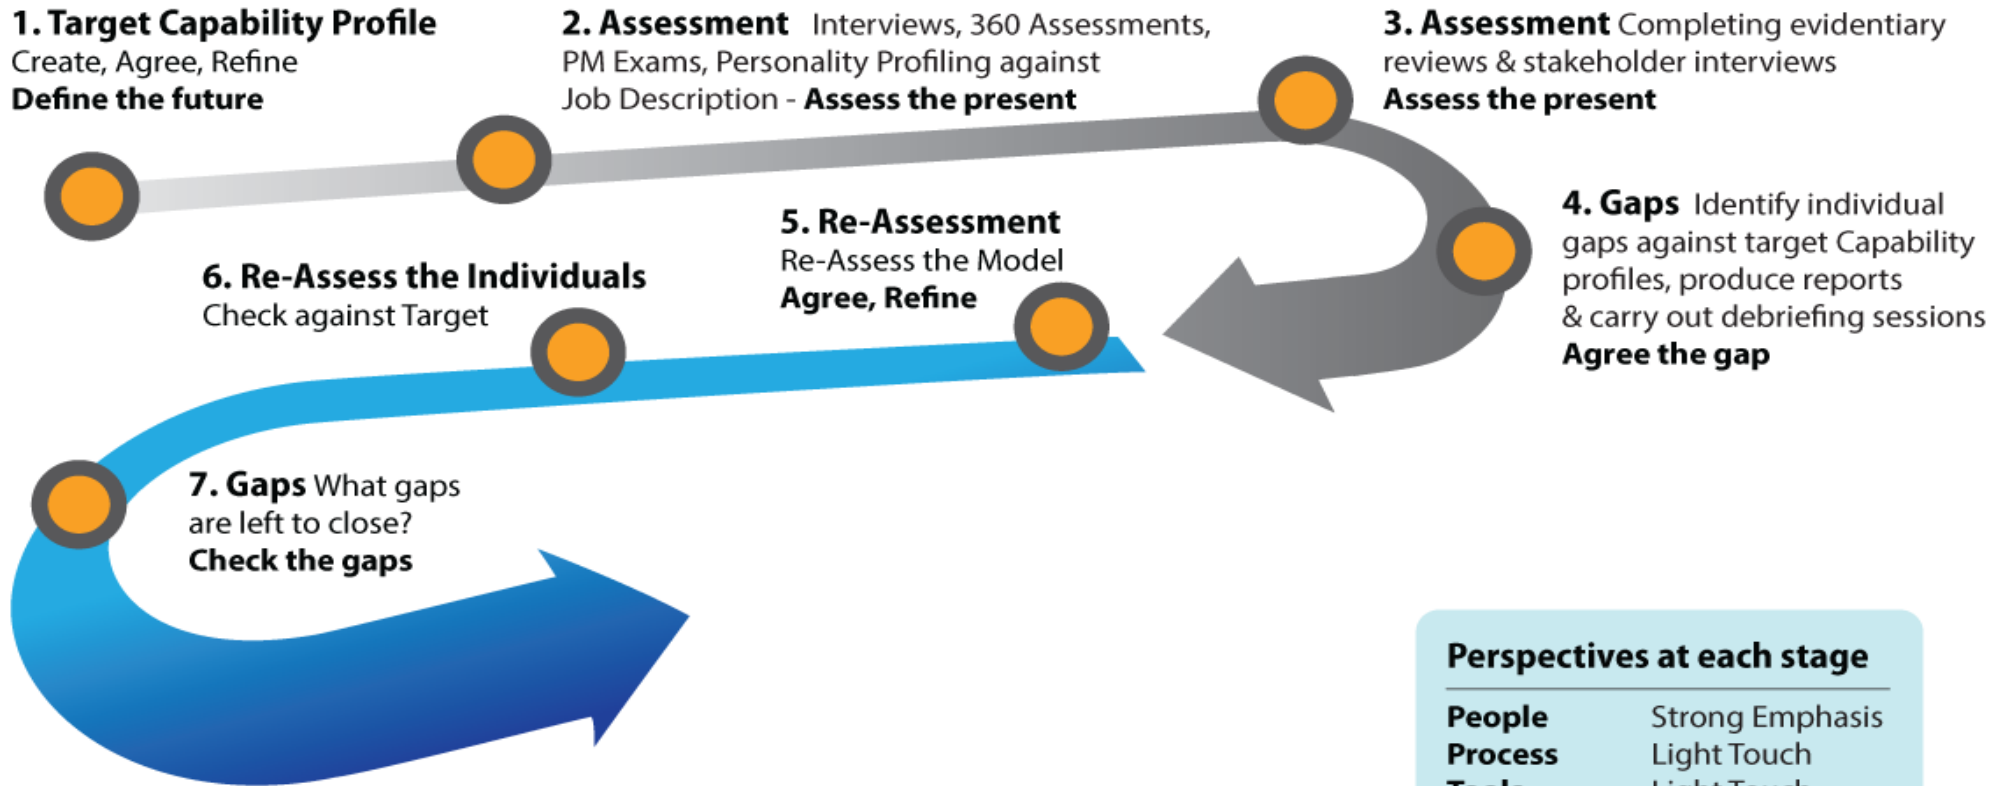 1. Target Capability Profile
Create, Agree, Refine
Define the future
2. Assessment Interviews, 360 Assessments,
PM Exams, Personality Profiling against
Job Description - Assess the present
3. Assessment Completing evidentiary
reviews & stakeholder interviews
Assess the present
4. Gaps Identify individual
gaps against target Capability
profiles, produce reports
& carry out debriefing sessions
Agree the gap
5. Re-Assessment
Re-Assess the Model
Agree, Refine
6. Re-Assess the Individuals
Check against Target
7. Gaps What gaps
are left to close?
Check the gaps
Perspectives at each stage
People Strong Emphasis
Process Light Touch
Tools Light Touch